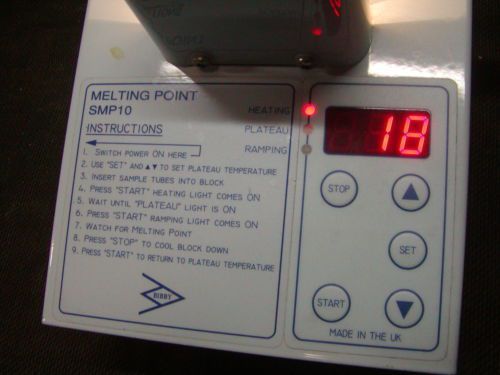 MELTING POINT
SMP10
INSTRUCTIONS
1. SWITCH POWER ON HERE
2. USE "SET" AND ▲▼ TO SET PLATEAU TEMPERATURE
3. INSERT SAMPLE TUBES INTO BLOCK
4. PRESS "START" HEATING LIGHT COMES ON
5. WAIT UNTIL "PLATEAU" LIGHT IS ON
6. PRESS "START" RAMPING LIGHT COMES ON
7. WATCH FOR MELTING POINT
8. PRESS "STOP" TO COOL BLOCK DOWN
9. PRESS "START" TO RETURN TO PLATEAU TEMPERATURE
BIBBY
HEATING
PLATEAU
RAMPING
18
STOP
SET
START
MADE IN THE UK